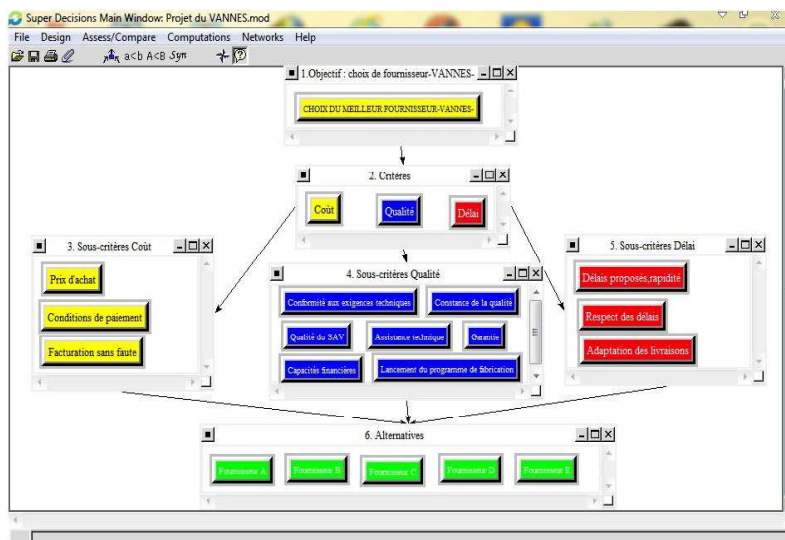 Super Decisions Main Window: Projet du VANNES.mod
File Design Assess/Compare Computations Networks Help
a<b A<B Syn
1.Objectif : choix de fournisseur-VANNES-
CHOIX DU MEILLEUR FOURNISSEUR-VANNES-
2. Critères
Coùt Qualité Délai
3. Sous-critères Coùt
Prix d'achat
Conditions de paiement
Facturation sans faute
4. Sous-critères Qualité
Conformité aux exigences techniques Constance de la qualité
Qualité du SAV Assistance technique Garantie
Capacités financières Lancement du programme de fabrication
5. Sous-critères Délai
Délais proposés,rapidité
Respect des délais
Adaptation des livraisons
6. Alternatives
Fournisseur A Fournisseur B Fournisseur C Fournisseur D Fournisseur E